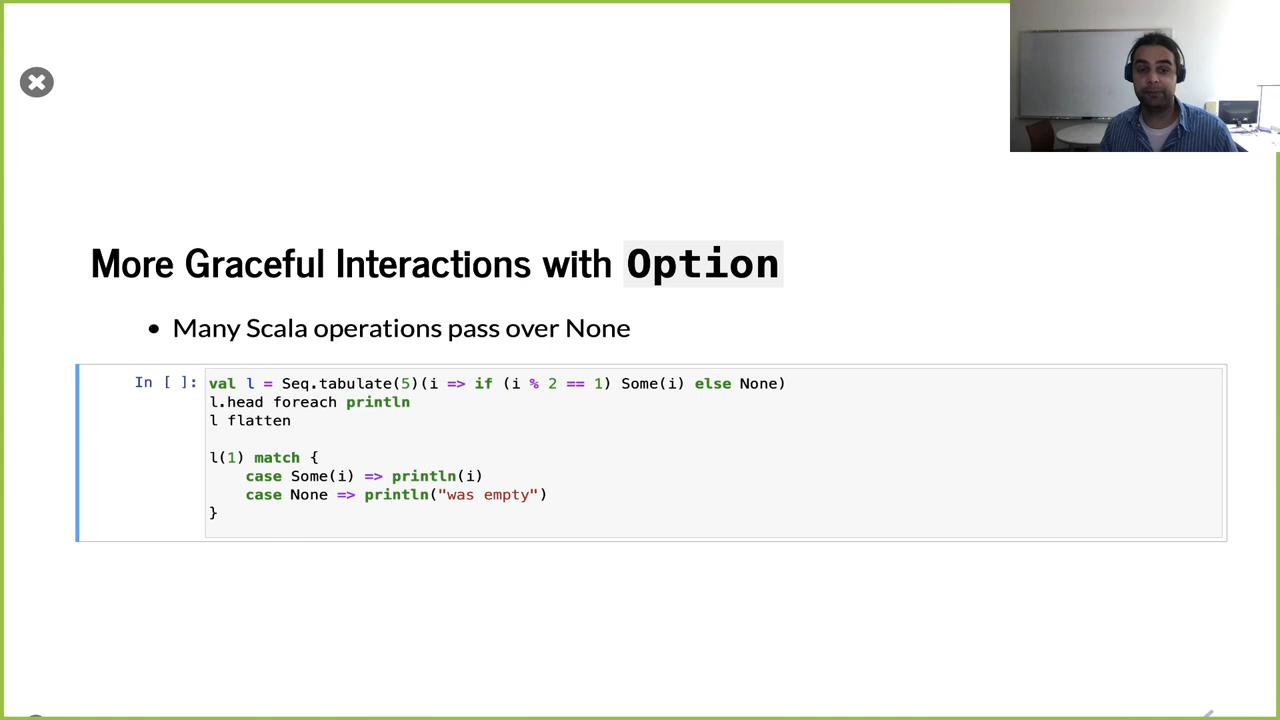 More Graceful Interactions with Option
• Many Scala operations pass over None
In [ ]: val l = Seq.tabulate(5)(i => if (i % 2 == 1) Some(i) else None)
l.head foreach println
l flatten
l(1) match {
    case Some(i) => println(i)
    case None => println("was empty")
}